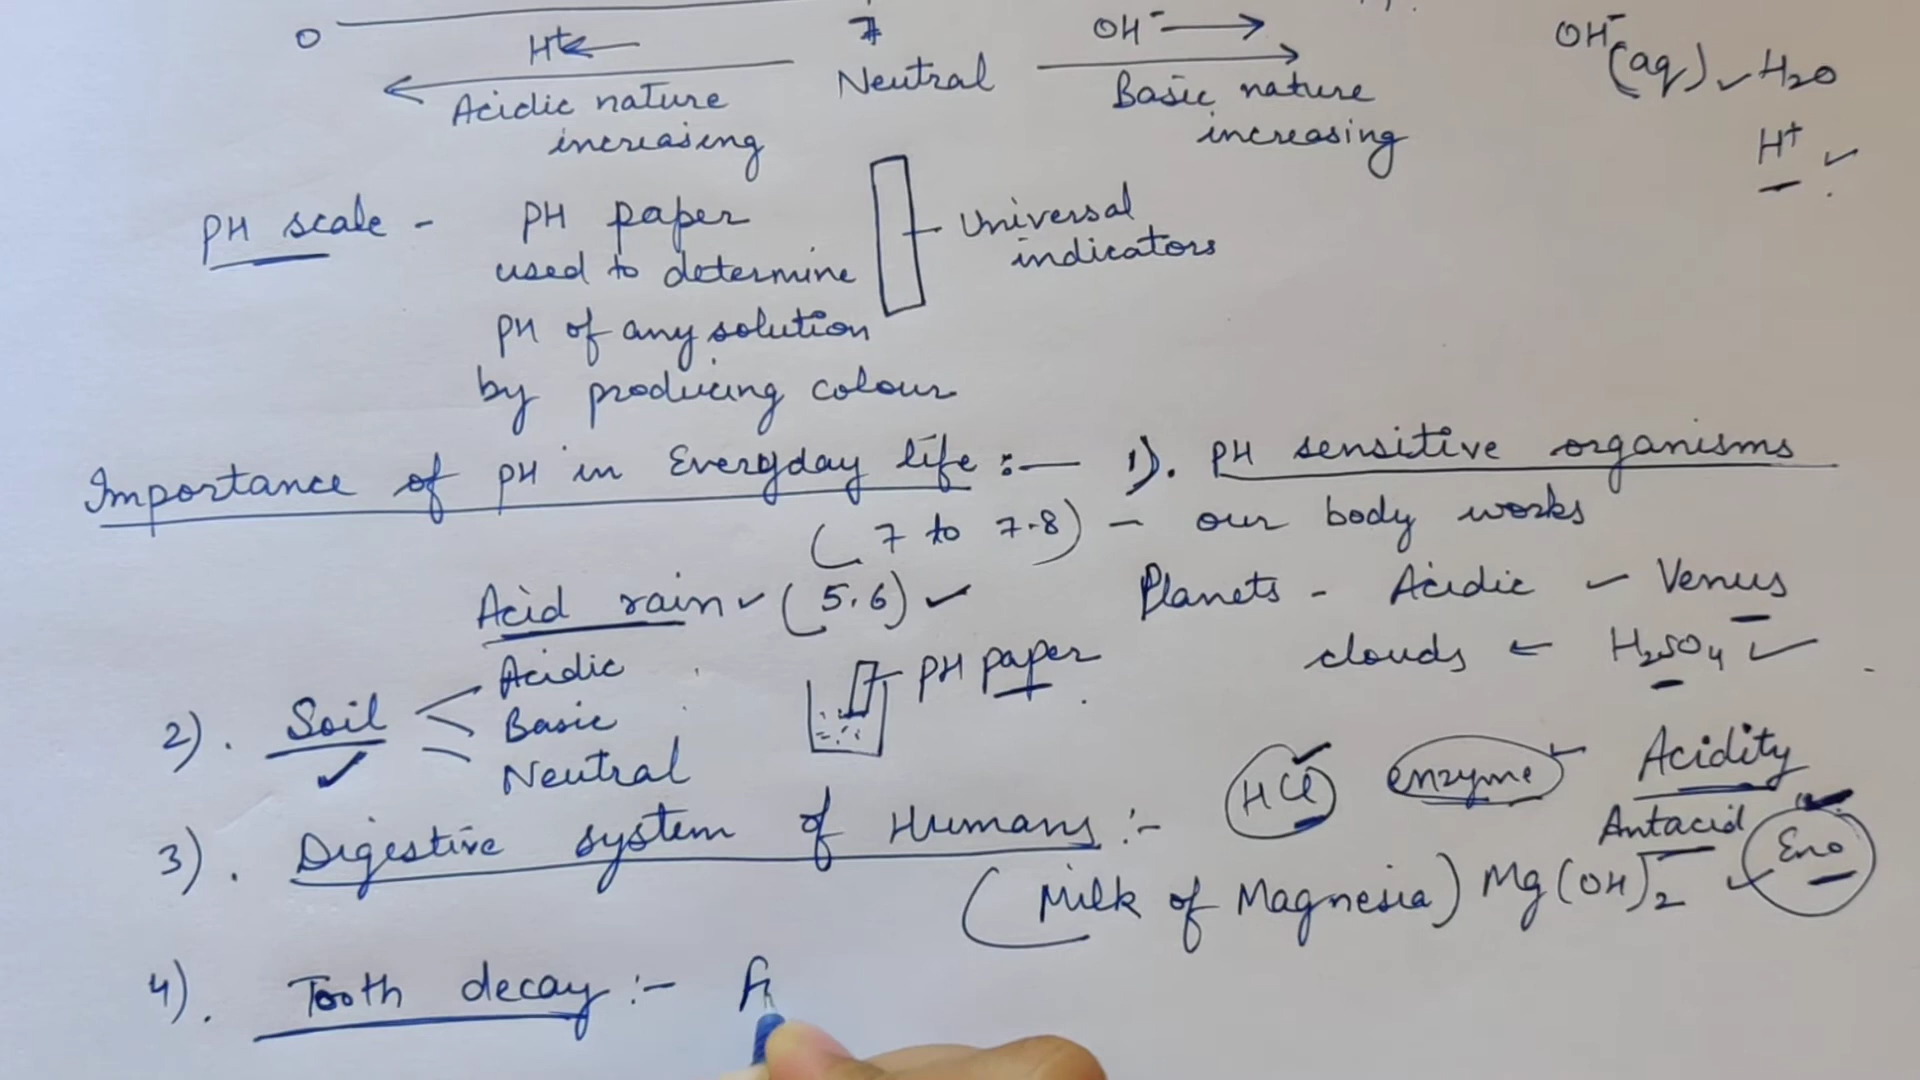 0 H+ ← 7 OH⁻ → OH⁻(aq) ✓ H2O
Acidic nature increasing Neutral Basic nature increasing H+ ✓
PH scale - PH paper
used to determine
PH of any solution
by producing colour
Universal
indicators
Importance of PH in Everyday life :— 1). PH sensitive organisms
(7 to 7.8) - our body works
Acid rain ✓ (5.6) ✓ Planets - Acidic ✓ Venus
clouds ← H2SO4 ✓
2). Soil ✓ Acidic
Basic
Neutral
PH paper
3). Digestive system of Humans :- HCl ✓ enzyme ✓ Acidity
Antacid
(Milk of Magnesia) Mg(OH)2 ✓ Eno
4). Tooth decay :-